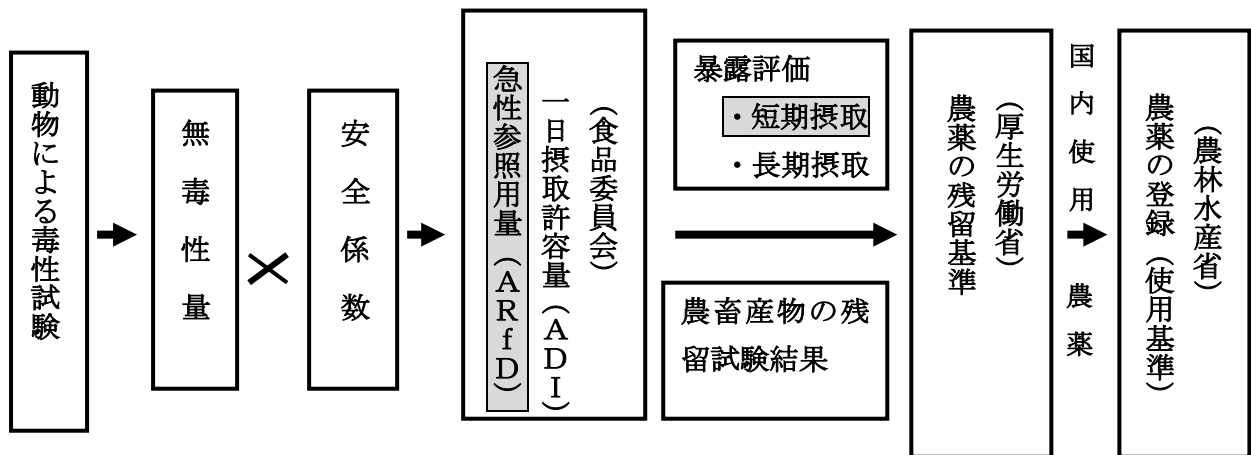 動物による毒性試験
無毒性量
×
安全係数
（食品委員会）
一日摂取許容量（ＡＤＩ）
急性参照用量（ＡＲｆＤ）
暴露評価
・短期摂取
・長期摂取
農畜産物の残
留試験結果
（厚生労働省）
農薬の残留基準
国内使用農薬
（農林水産省）
農薬の登録（使用基準）